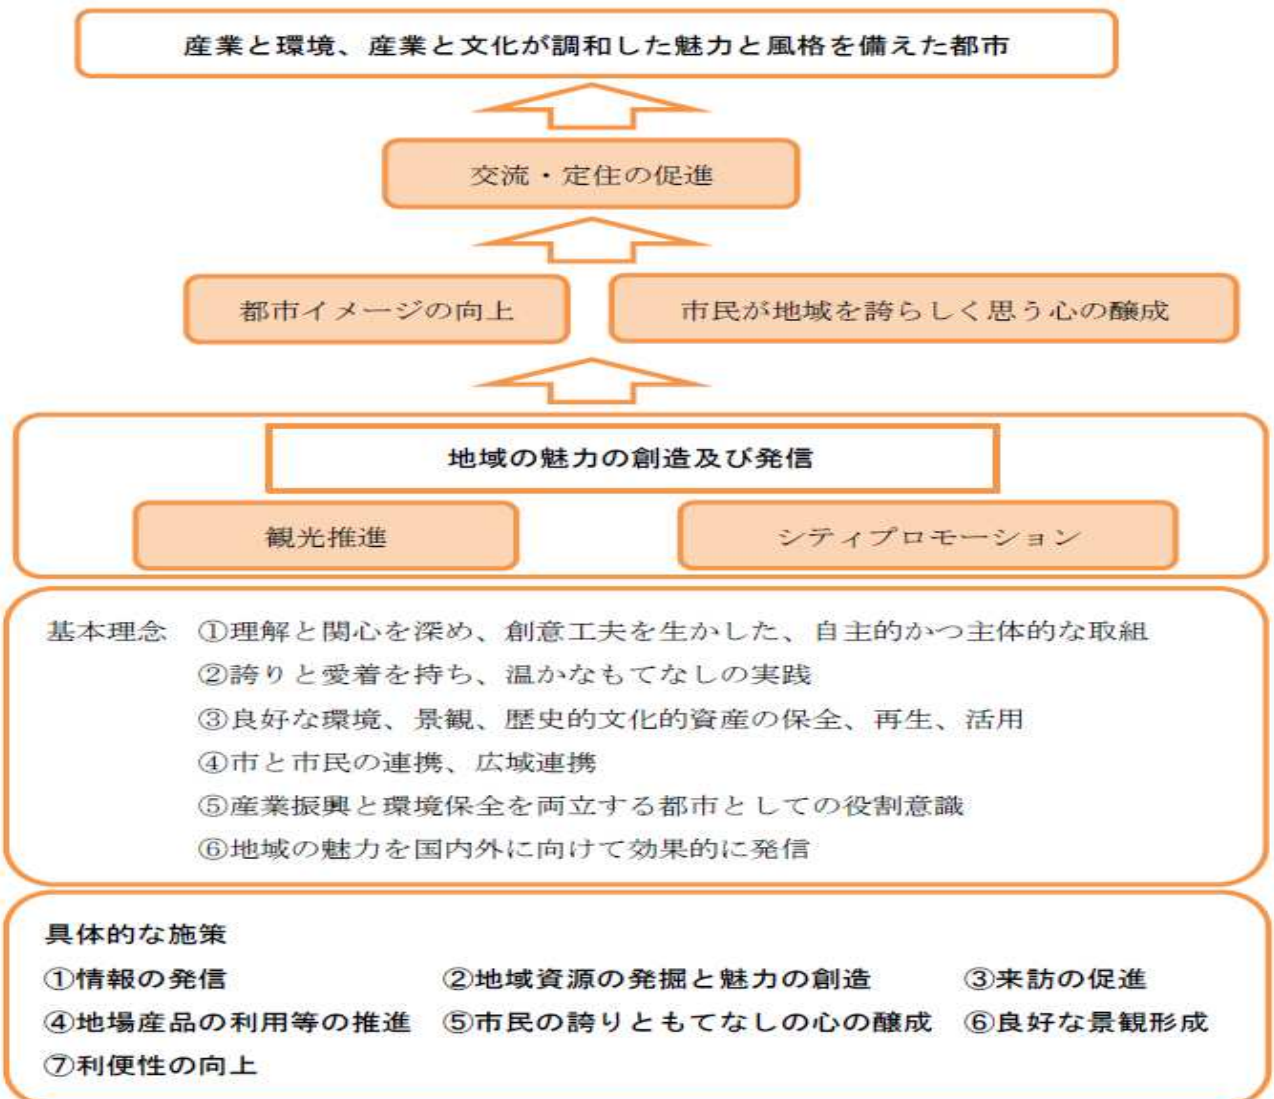 産業と環境、産業と文化が調和した魅力と風格を備えた都市
交流・定住の促進
都市イメージの向上
市民が地域を誇らしく思う心の醸成
地域の魅力の創造及び発信
観光推進
シティプロモーション
基本理念 ①理解と関心を深め、創意工夫を生かした、自主的かつ主体的な取組
②誇りと愛着を持ち、温かなもてなしの実践
③良好な環境、景観、歴史的文化的資産の保全、再生、活用
④市と市民の連携、広域連携
⑤産業振興と環境保全を両立する都市としての役割意識
⑥地域の魅力を国内外に向けて効果的に発信
具体的な施策
①情報の発信 ②地域資源の発掘と魅力の創造 ③来訪の促進
④地場産品の利用等の推進 ⑤市民の誇りともてなしの心の醸成 ⑥良好な景観形成
⑦利便性の向上